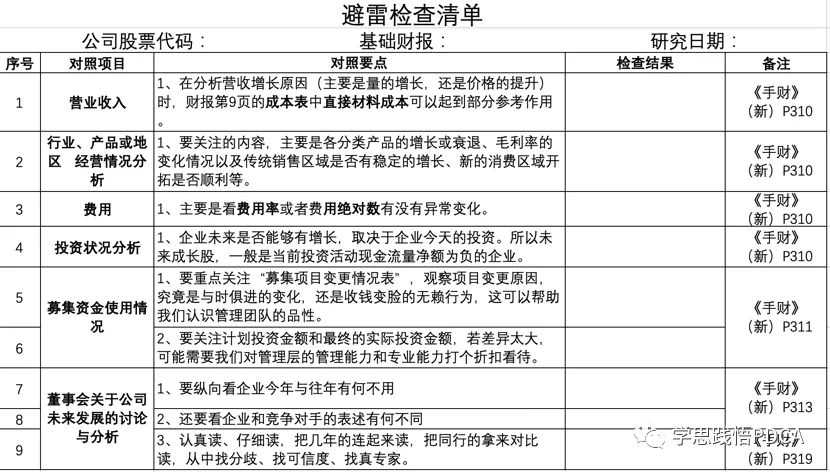 避雷检查清单
公司股票代码： 基础财报： 研究日期：
序号 对照项目 对照要点 检查结果 备注
1 营业收入
1、在分析营收增长原因（主要是量的增长，还是价格的提升）
时，财报第9页的成本表中直接材料成本可以起到部分参考作用
。
《手财》
（新）P310
2
行业、产品或地
区 经营情况分
析
1、要关注的内容，主要是各分类产品的增长或衰退、毛利率的
变化情况以及传统销售区域是否有稳定的增长、新的消费区域开
拓是否顺利等。
《手财》
（新）P310
3 费用 1、主要是看费用率或者费用绝对数有没有异常变化。
《手财》
（新）P310
4 投资状况分析
1、企业未来是否能够有增长，取决于企业今天的投资。所以未
来成长股，一般是当前投资活动现金流量净额为负的企业。
《手财》
（新）P310
5
募集资金使用情
况
1、要重点关注“募集项目变更情况表”，观察项目变更原因，
究竟是与时俱进的变化，还是收钱变脸的无赖行为，这可以帮助
我们认识管理团队的品性。
《手财》
（新）P311
6
2、要关注计划投资金额和最终的实际投资金额，若差异太大，
可能需要我们对管理层的管理能力和专业能力打个折扣看待。
7
董事会关于公司
未来发展的讨论
与分析
1、要纵向看企业今年与往年有何不用
《手财》
（新）P313
8 2、还要看企业和竞争对手的表述有何不同
9
3、认真读、仔细读，把几年的连起来读，把同行的拿来对比
读，从中找分歧、找可信度、找真专家。
《手财》
（新）P319
学思践悟PDCA